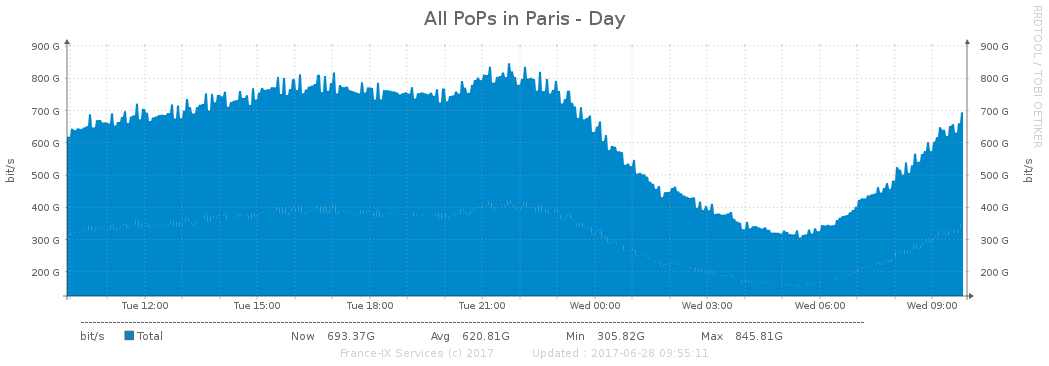 All PoPs in Paris - Day
RRDTOOL / TOBI OETIKER
900 G 900 G
800 G 800 G
700 G 700 G
600 G 600 G
500 G 500 G
400 G 400 G
300 G 300 G
200 G 200 G
bit/s
bit/s
Tue 12:00 Tue 15:00 Tue 18:00 Tue 21:00 Wed 00:00 Wed 03:00 Wed 06:00 Wed 09:00
bit/s Total Now 693.37G Avg 620.81G Min 305.82G Max 845.81G
France-IX Services (c) 2017 Updated : 2017-06-28 09:55:11